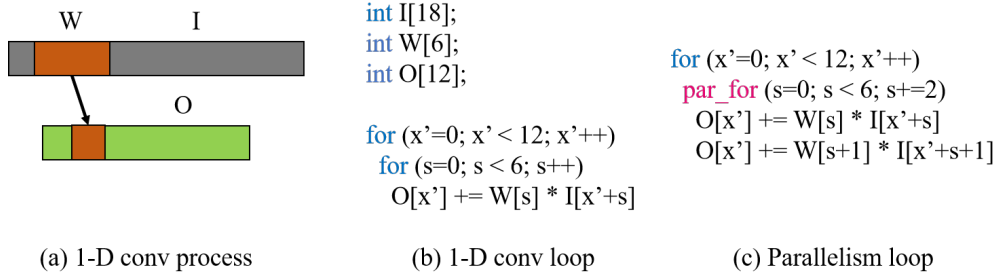 W
I
O
(a) 1-D conv process
int I[18];
int W[6];
int O[12];
for (x’=0; x’ < 12; x’++)
for (s=0; s < 6; s++)
O[x’] += W[s] * I[x’+s]
(b) 1-D conv loop
for (x’=0; x’ < 12; x’++)
par_for (s=0; s < 6; s+=2)
O[x’] += W[s] * I[x’+s]
O[x’] += W[s+1] * I[x’+s+1]
(c) Parallelism loop